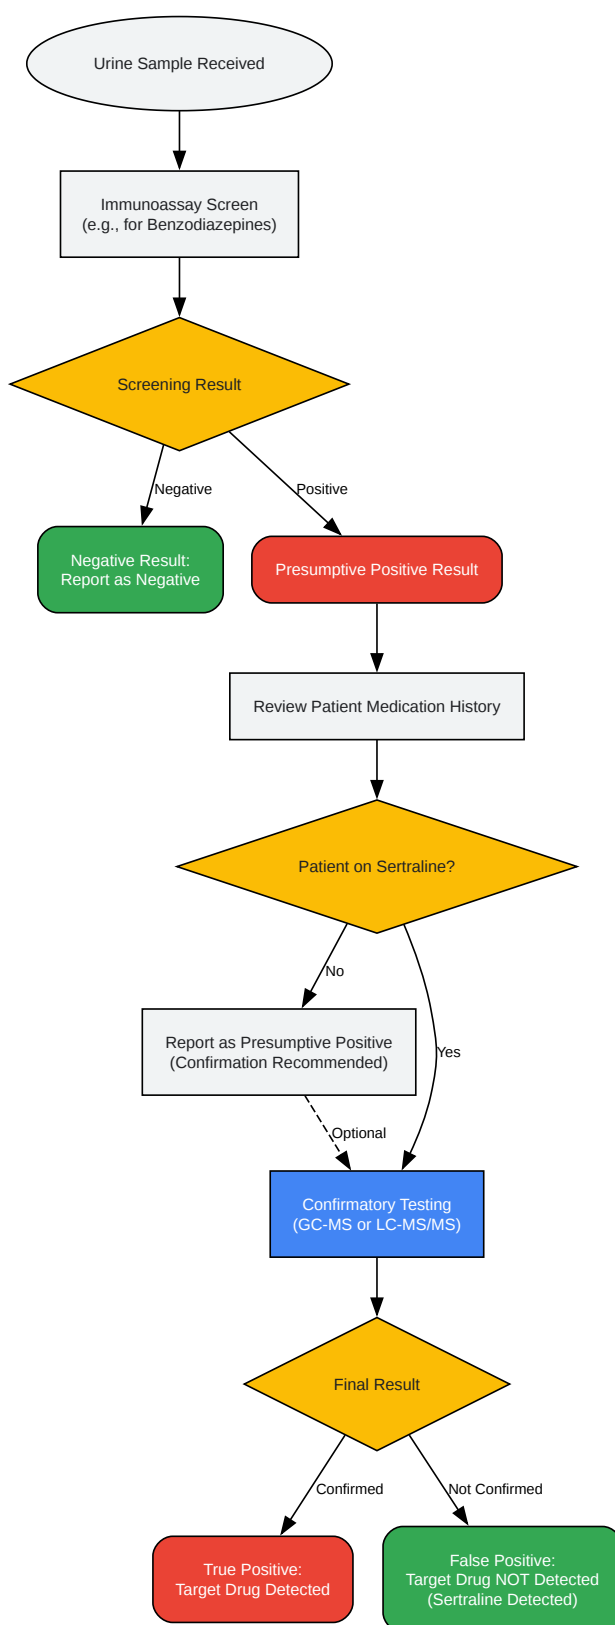 Urine Sample Received
Immunoassay Screen
(e.g., for Benzodiazepines)
Screening Result
Negative
Positive
Negative Result:
Report as Negative
Presumptive Positive Result
Review Patient Medication History
Patient on Sertraline?
No
Report as Presumptive Positive
(Confirmation Recommended)
Yes
Optional
Confirmatory Testing
(GC-MS or LC-MS/MS)
Final Result
Confirmed
Not Confirmed
True Positive:
Target Drug Detected
False Positive:
Target Drug NOT Detected
(Sertraline Detected)